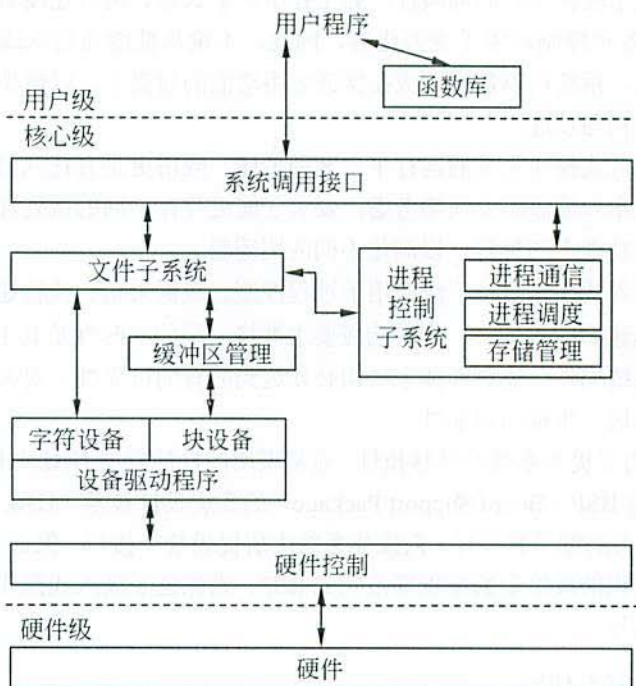 用户程序
函数库
用户级
核心级
系统调用接口
文件子系统
进程
控制
子系统
进程通信
进程调度
存储管理
缓冲区管理
字符设备
块设备
设备驱动程序
硬件控制
硬件级
硬件